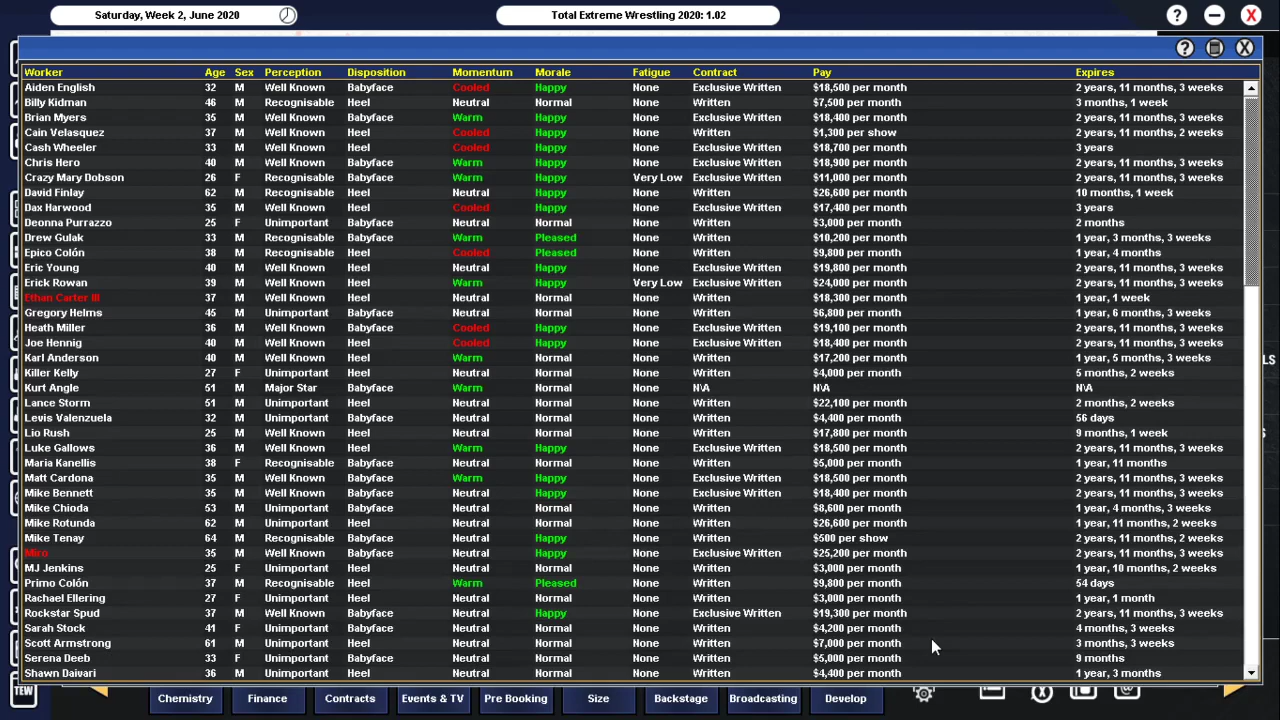 Saturday, Week 2, June 2020 Total Extreme Wrestling 2020: 1.02 ? X
? X
Worker Age Sex Perception Disposition Momentum Morale Fatigue Contract Pay Expires
Aiden English 32 M Well Known Babyface Cooled Happy None Exclusive Written $18,500 per month 2 years, 11 months, 3 weeks
Billy Kidman 46 M Recognisable Heel Neutral Normal None Written $7,500 per month 3 months, 1 week
Brian Myers 35 M Well Known Babyface Warm Happy None Exclusive Written $18,400 per month 2 years, 11 months, 3 weeks
Cain Velasquez 37 M Well Known Heel Cooled Happy None Written $1,300 per show 2 years, 11 months, 2 weeks
Cash Wheeler 33 M Well Known Heel Cooled Happy None Exclusive Written $18,700 per month 3 years
Chris Hero 40 M Well Known Babyface Warm Happy None Exclusive Written $18,900 per month 2 years, 11 months, 3 weeks
Crazy Mary Dobson 26 F Recognisable Babyface Warm Happy Very Low Exclusive Written $11,000 per month 2 years, 11 months, 3 weeks
David Finlay 62 M Recognisable Heel Neutral Happy None Written $26,600 per month 10 months, 1 week
Dax Harwood 35 M Well Known Heel Cooled Happy None Exclusive Written $17,400 per month 3 years
Deonna Purrazzo 25 F Unimportant Babyface Neutral Normal None Written $3,000 per month 2 months
Drew Gulak 33 M Recognisable Babyface Warm Pleased None Written $10,200 per month 1 year, 3 months, 3 weeks
Epico Colón 38 M Recognisable Heel Cooled Pleased None Written $9,800 per month 1 year, 4 months
Eric Young 40 M Well Known Heel Neutral Happy None Exclusive Written $19,800 per month 2 years, 11 months, 3 weeks
Erick Rowan 39 M Well Known Heel Warm Happy Very Low Exclusive Written $24,000 per month 2 years, 11 months, 3 weeks
Ethan Carter III 37 M Well Known Heel Neutral Normal None Written $18,300 per month 1 year, 1 week
Gregory Helms 45 M Unimportant Babyface Neutral Normal None Written $6,800 per month 1 year, 6 months, 3 weeks
Heath Miller 36 M Well Known Babyface Cooled Happy None Exclusive Written $19,100 per month 2 years, 11 months, 3 weeks
Joe Hennig 40 M Well Known Heel Cooled Happy None Exclusive Written $18,400 per month 2 years, 11 months, 3 weeks
Karl Anderson 40 M Well Known Heel Warm Normal None Written $17,200 per month 1 year, 5 months, 3 weeks
Killer Kelly 27 F Unimportant Heel Neutral Normal None Written $4,000 per month 5 months, 2 weeks
Kurt Angle 51 M Major Star Babyface Warm Normal None N\A N\A N\A
Lance Storm 51 M Unimportant Heel Neutral Normal None Written $22,100 per month 2 months, 2 weeks
Levis Valenzuela 32 M Unimportant Babyface Neutral Normal None Written $4,400 per month 56 days
Lio Rush 25 M Well Known Heel Neutral Normal None Written $17,800 per month 9 months, 1 week
Luke Gallows 36 M Well Known Heel Warm Happy None Exclusive Written $18,500 per month 2 years, 11 months, 3 weeks
Maria Kanellis 38 F Recognisable Babyface Neutral Normal None Written $5,000 per month 1 year, 11 months
Matt Cardona 35 M Well Known Babyface Warm Happy None Exclusive Written $18,500 per month 2 years, 11 months, 3 weeks
Mike Bennett 35 M Well Known Babyface Neutral Happy None Exclusive Written $18,400 per month 2 years, 11 months, 3 weeks
Mike Chioda 53 M Unimportant Babyface Neutral Normal None Written $8,600 per month 1 year, 4 months, 3 weeks
Mike Rotunda 62 M Unimportant Heel Neutral Normal None Written $26,600 per month 1 year, 11 months, 2 weeks
Mike Tenay 64 M Recognisable Babyface Neutral Happy None Written $500 per show 2 years, 11 months, 2 weeks
Miro 35 M Well Known Babyface Neutral Happy None Exclusive Written $25,200 per month 2 years, 11 months, 3 weeks
MJ Jenkins 25 F Unimportant Heel Neutral Normal None Written $3,000 per month 1 year, 10 months, 2 weeks
Primo Colón 37 M Recognisable Heel Warm Pleased None Written $9,800 per month 54 days
Rachael Ellering 27 F Unimportant Heel Neutral Normal None Written $3,000 per month 1 year, 1 month
Rockstar Spud 37 M Well Known Babyface Neutral Happy None Exclusive Written $19,300 per month 2 years, 11 months, 3 weeks
Sarah Stock 41 F Unimportant Babyface Neutral Normal None Written $4,200 per month 4 months, 3 weeks
Scott Armstrong 61 M Unimportant Heel Neutral Normal None Written $7,000 per month 3 months, 3 weeks
Serena Deeb 33 F Unimportant Babyface Neutral Normal None Written $5,000 per month 9 months
Shawn Daivari 36 M Unimportant Heel Neutral Normal None Written $4,400 per month 1 year, 3 months
TEW Chemistry Finance Contracts Events & TV Pre Booking Size Backstage Broadcasting Develop